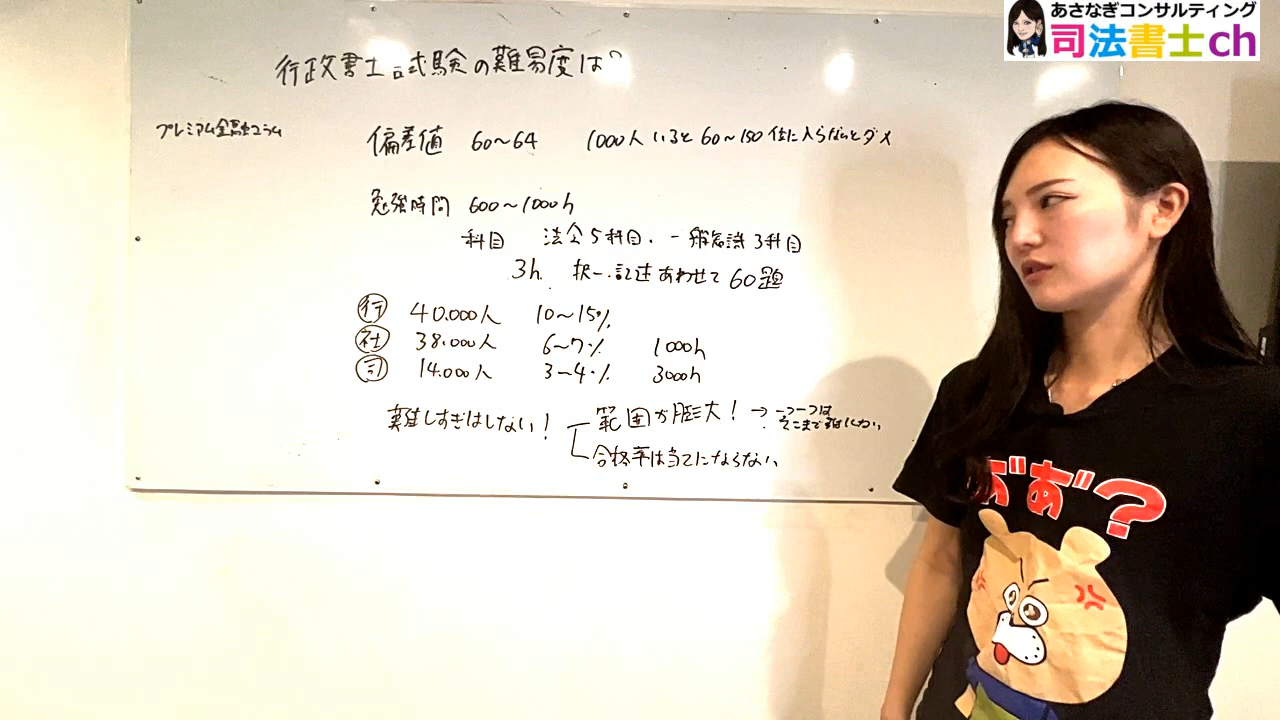 あさなぎコンサルティング
司法書士ch
行政書士試験の難易度は?
プレミアム金融コラム
偏差値 60~64 1000人いると60~150位に入らないとダメ
勉強時間 600~1000h
科目 法令5科目、一般知識3科目
3h. 択一.記述あわせて60題
行 40.000人 10~15%
社 38.000人 6~7% 1000h
司 14.000人 3~4% 3000h
難しすぎはしない! 範囲が膨大! → 一つ一つは
そこまで難しくない
合格率は当てにならない
あ゛あ゛?